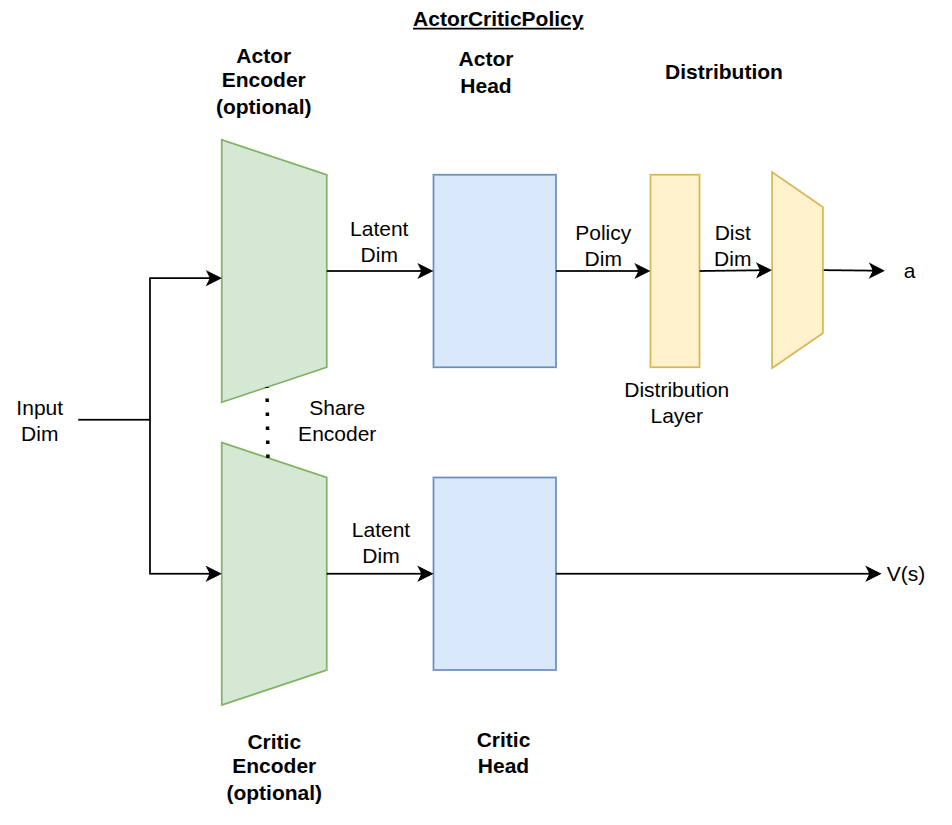 ActorCriticPolicy
Actor
Encoder
(optional)
Actor
Head
Distribution
Latent
Dim
Policy
Dim
Dist
Dim
a
Distribution
Layer
Input
Dim
Share
Encoder
Latent
Dim
V(s)
Critic
Encoder
(optional)
Critic
Head